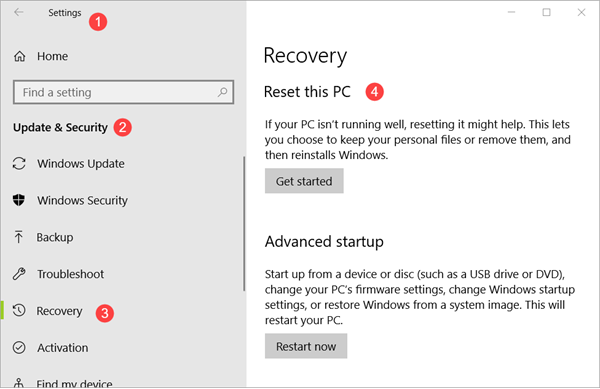 Settings
1
Home
Find a setting
Update & Security 2
Windows Update
Windows Security
Backup
Troubleshoot
Recovery 3
Activation
Find my device
Recovery
Reset this PC 4
If your PC isn't running well, resetting it might help. This lets
you choose to keep your personal files or remove them, and
then reinstalls Windows.
Get started
Advanced startup
Start up from a device or disc (such as a USB drive or DVD),
change your PC's firmware settings, change Windows startup
settings, or restore Windows from a system image. This will
restart your PC.
Restart now